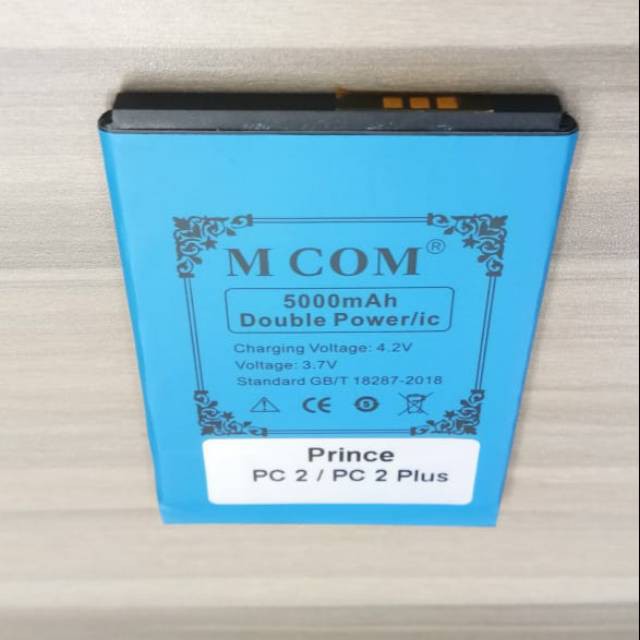 M COM®
5000mAh
Double Power/ic
Charging Voltage: 4.2V
Voltage: 3.7V
Standard GB/T 18287-2018
CE
Prince
PC 2 / PC 2 Plus